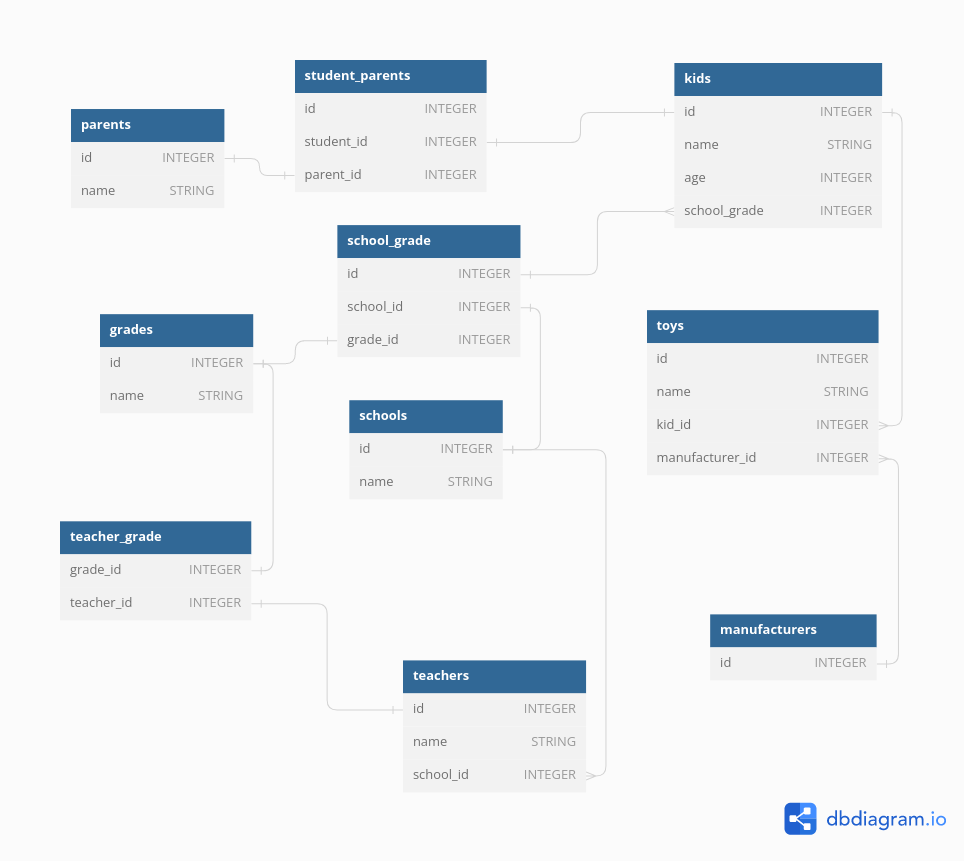 student_parents
id INTEGER
student_id INTEGER
parent_id INTEGER
kids
id INTEGER
name STRING
age INTEGER
school_grade INTEGER
parents
id INTEGER
name STRING
school_grade
id INTEGER
school_id INTEGER
grade_id INTEGER
grades
id INTEGER
name STRING
toys
id INTEGER
name STRING
kid_id INTEGER
manufacturer_id INTEGER
schools
id INTEGER
name STRING
teacher_grade
grade_id INTEGER
teacher_id INTEGER
manufacturers
id INTEGER
teachers
id INTEGER
name STRING
school_id INTEGER
dbdiagram.io